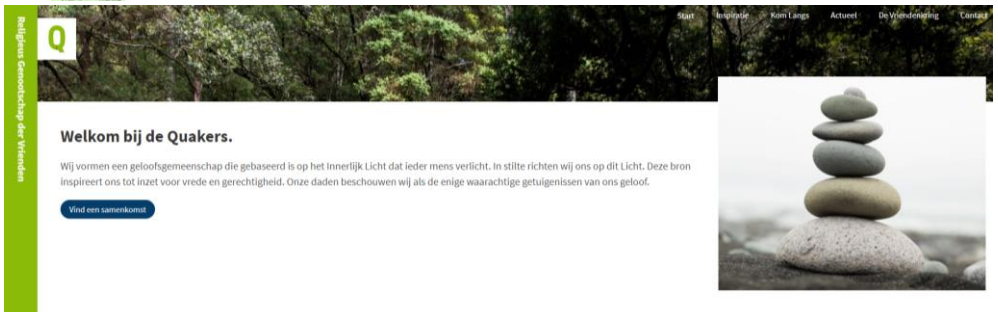 Religieus Genootschap der Vrienden
Q
Start Inspiratie Kom Langs Actueel De Vriendenkring Contact
Welkom bij de Quakers.
Wij vormen een geloofsgemeenschap die gebaseerd is op het Innerlijk Licht dat ieder mens verlicht. In stilte richten wij ons op dit Licht. Deze bron
inspireert ons tot inzet voor vrede en gerechtigheid. Onze daden beschouwen wij als de enige waarachtige getuigenissen van ons geloof.
Vind een samenkomst